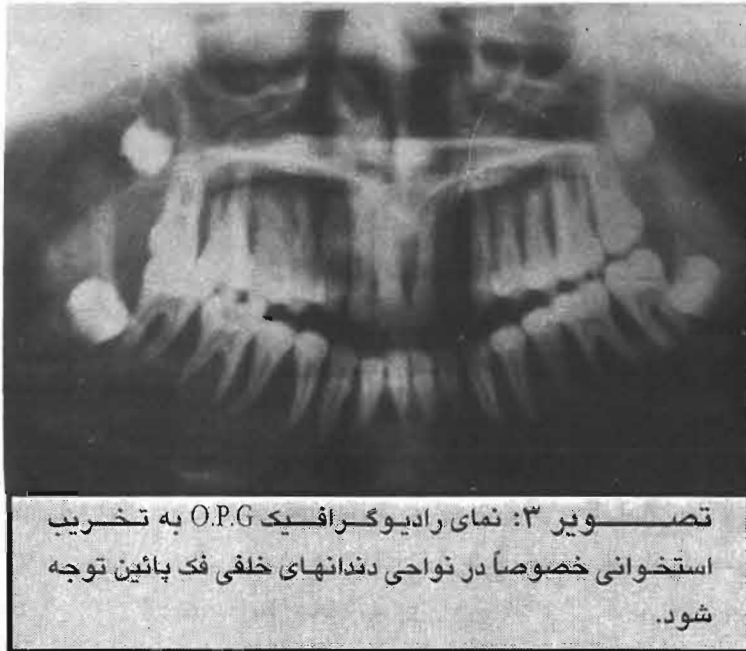 تصویر ۳: نمای رادیوگرافیک O.P.G به تخریب
استخوانی خصوصاً در نواحی دندانهای خلفی فک پائین توجه
شود.